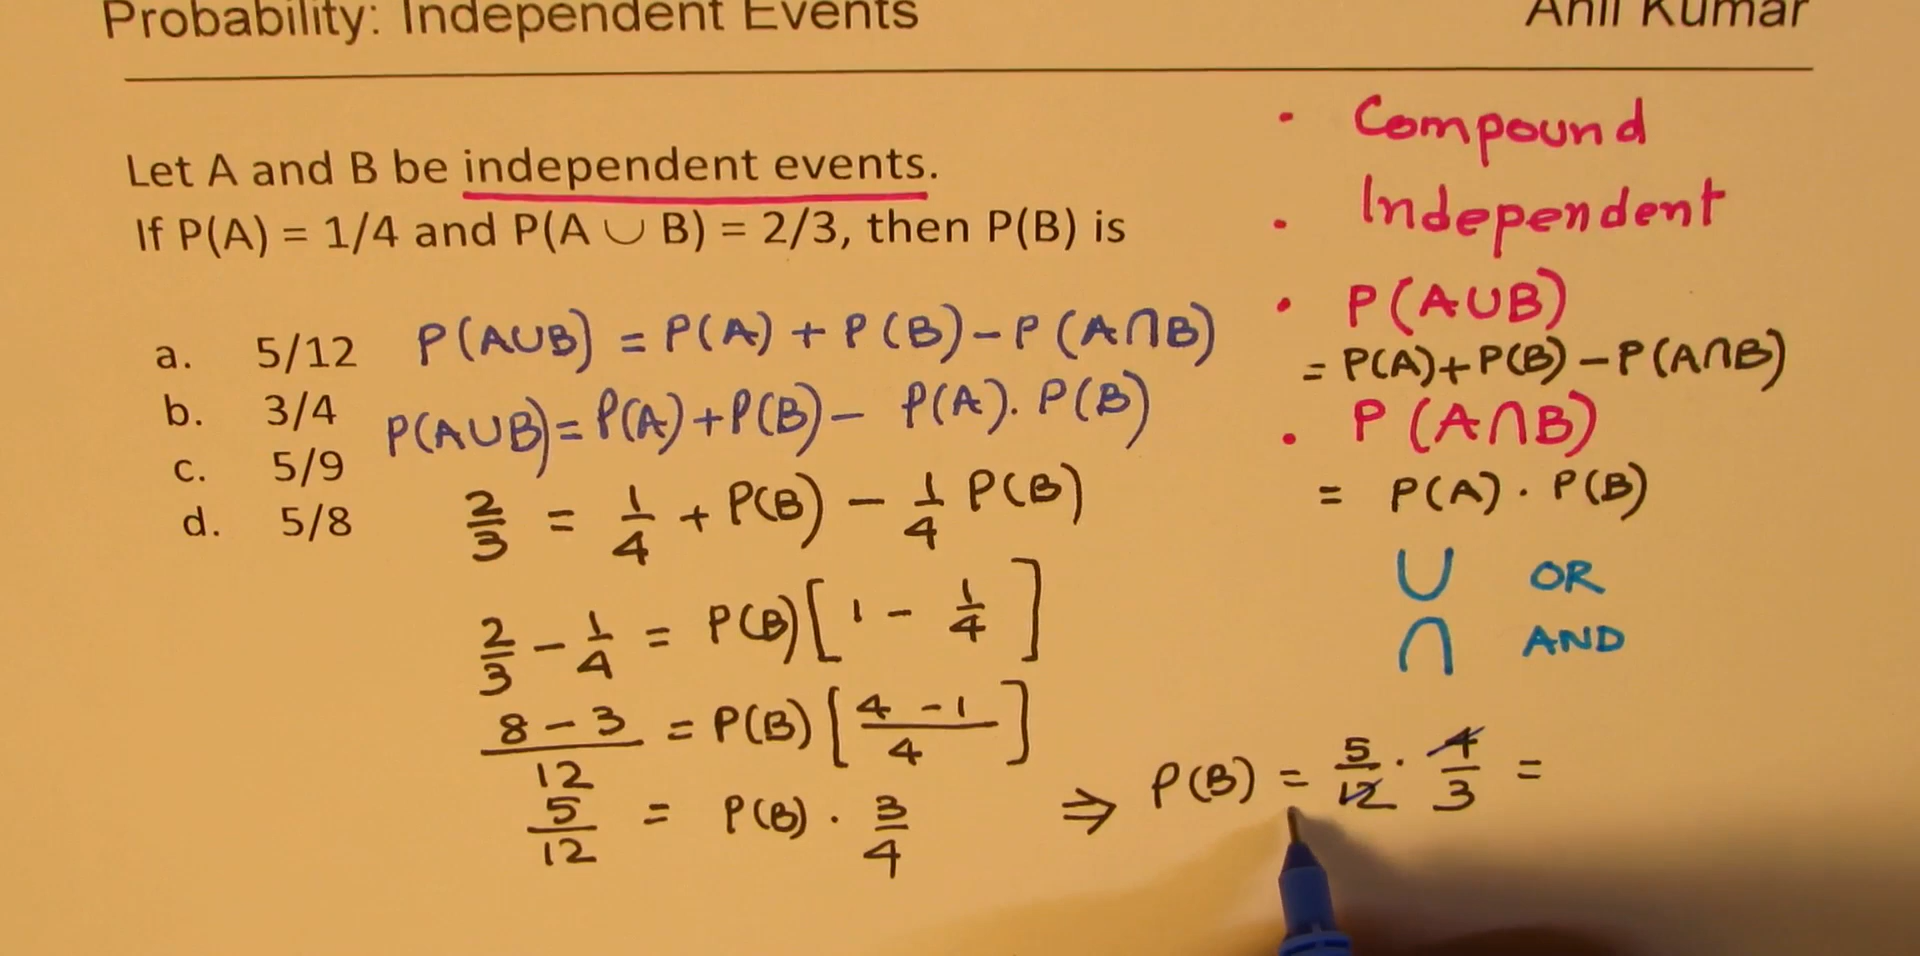 Probability: Independent Events Anil Kumar
Let A and B be independent events.
If P(A) = 1/4 and P(A ∪ B) = 2/3, then P(B) is
a. 5/12
b. 3/4
c. 5/9
d. 5/8
P(A∪B) = P(A) + P(B) - P(A∩B)
P(A∪B) = P(A) + P(B) - P(A) . P(B)
2/3 = 1/4 + P(B) - 1/4 P(B)
2/3 - 1/4 = P(B) [1 - 1/4]
8 - 3/12 = P(B) [4 - 1/4]
5/12 = P(B) . 3/4
⇒ P(B) = 5/12 . 4/3 =
• Compound
• Independent
• P(A∪B)
= P(A) + P(B) - P(A∩B)
• P(A∩B)
= P(A) . P(B)
∪ OR
∩ AND